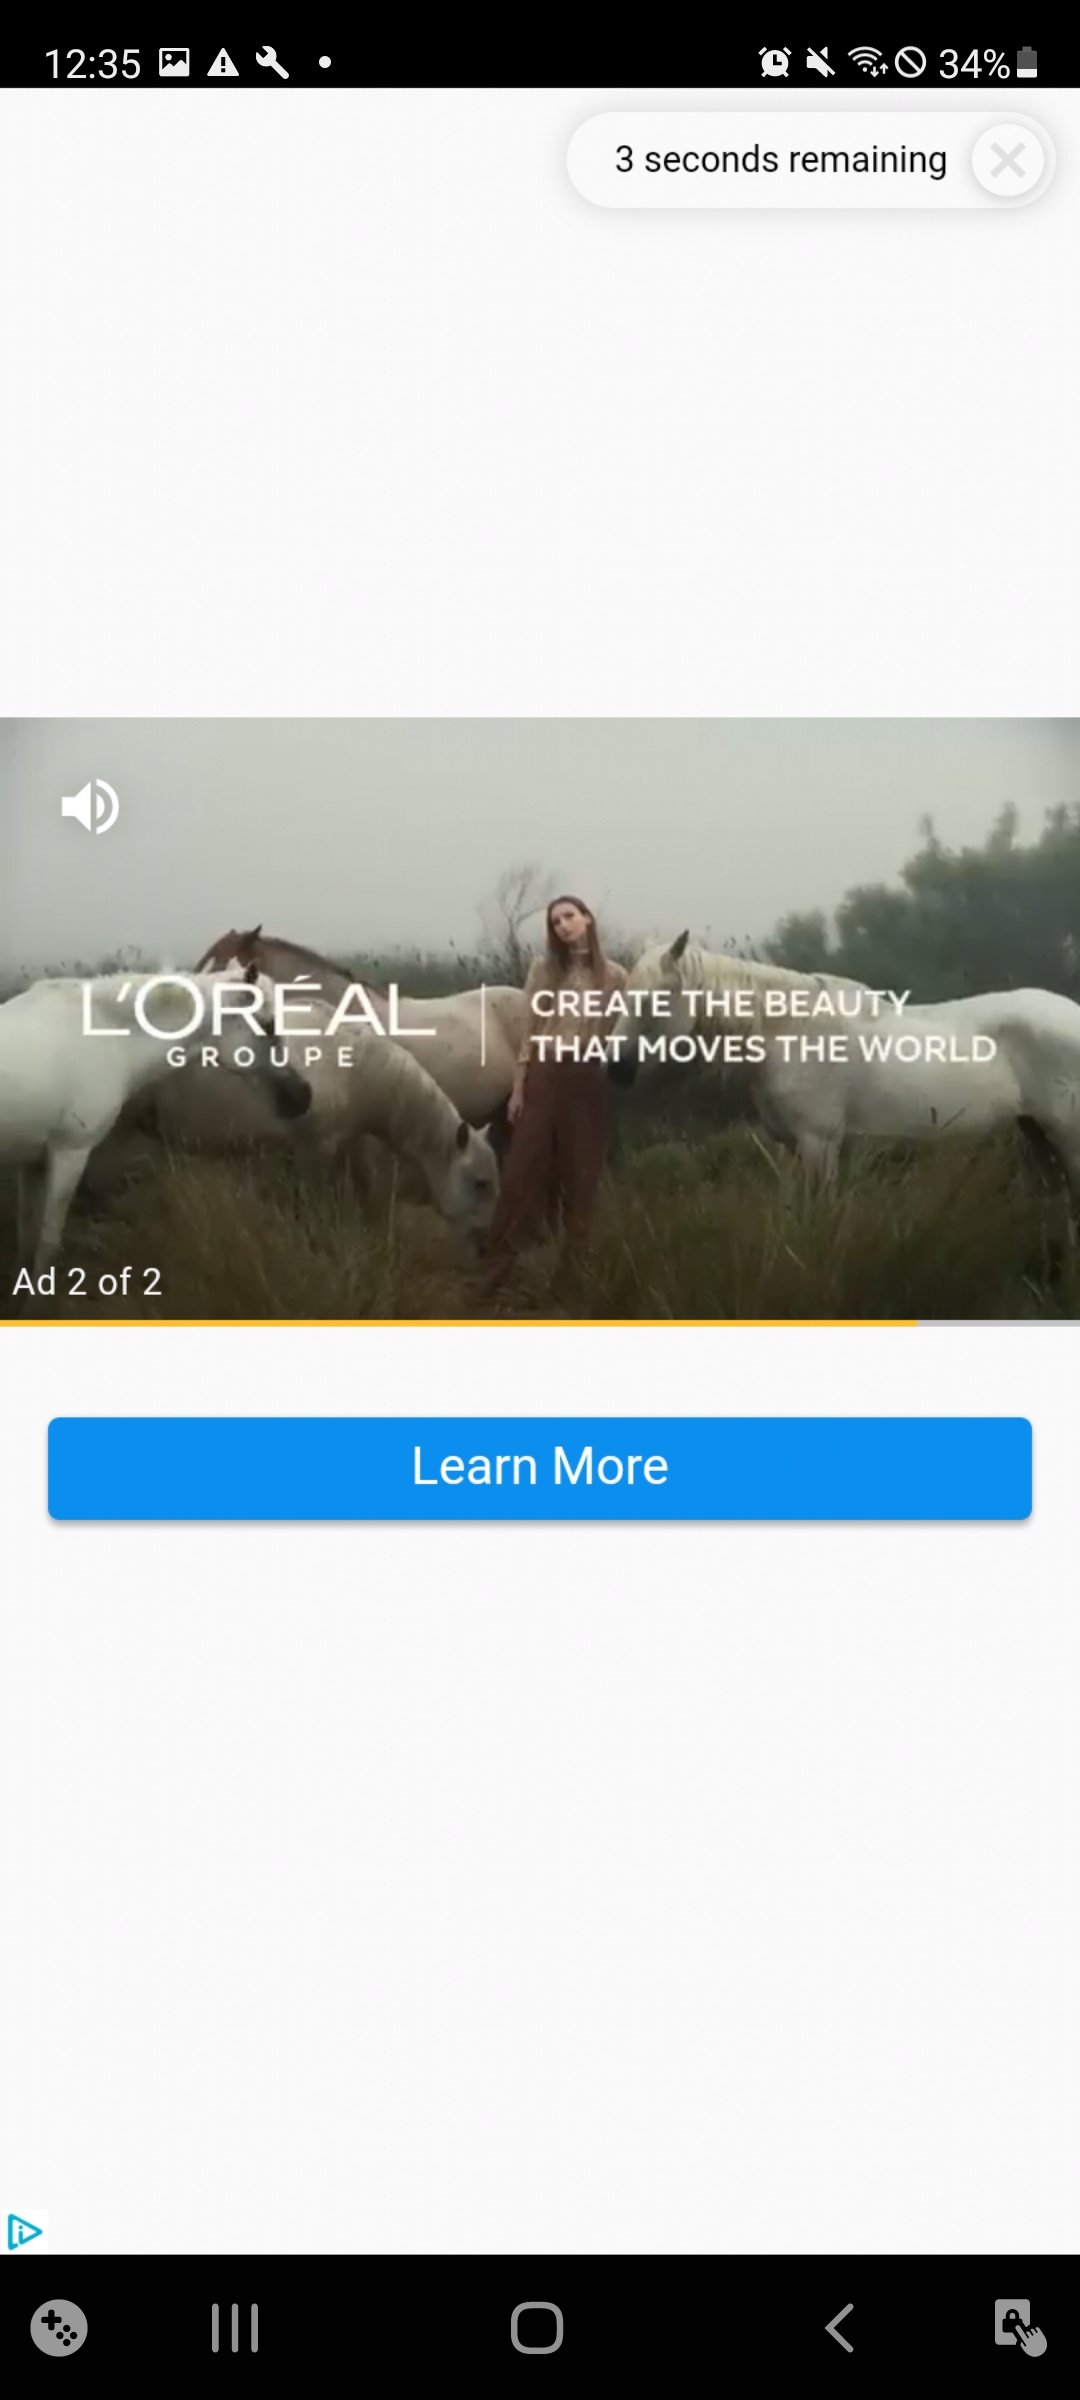 12:35
34%
3 seconds remaining
L'ORÉAL
GROUPE
CREATE THE BEAUTY
THAT MOVES THE WORLD
Ad 2 of 2
Learn More